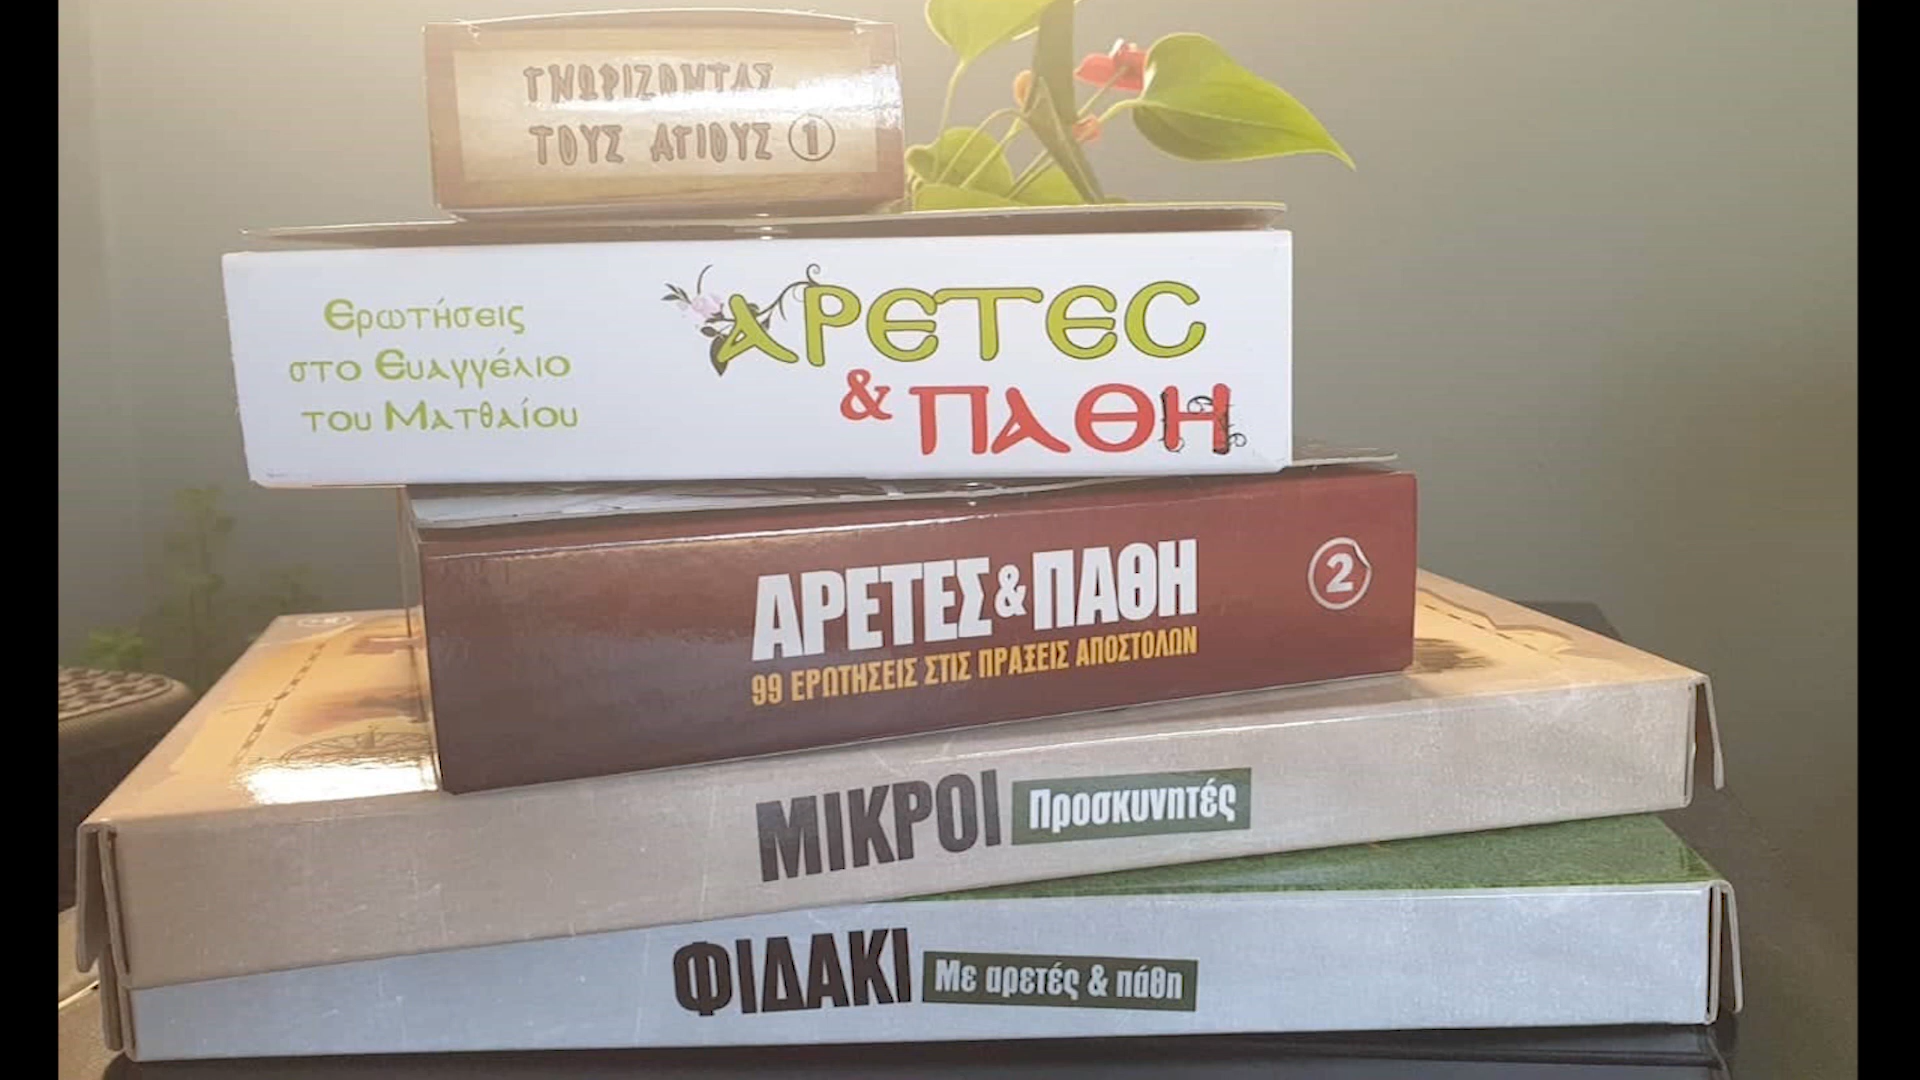 ΓΝΩΡΙΖΟΝΤΑΣ
ΤΟΥΣ ΑΓΙΟΥΣ 1
Ερωτήσεις
στο Ευαγγέλιο
του Ματθαίου
ΑΡΕΤΕС
& ΠΑΘΗ
ΑΡΕΤΕΣ & ΠΑΘΗ
99 ΕΡΩΤΗΣΕΙΣ ΣΤΙΣ ΠΡΑΞΕΙΣ ΑΠΟΣΤΟΛΩΝ
2
ΜΙΚΡΟΙ Προσκυνητές
ΦΙΔΑΚΙ Με αρετές & πάθη